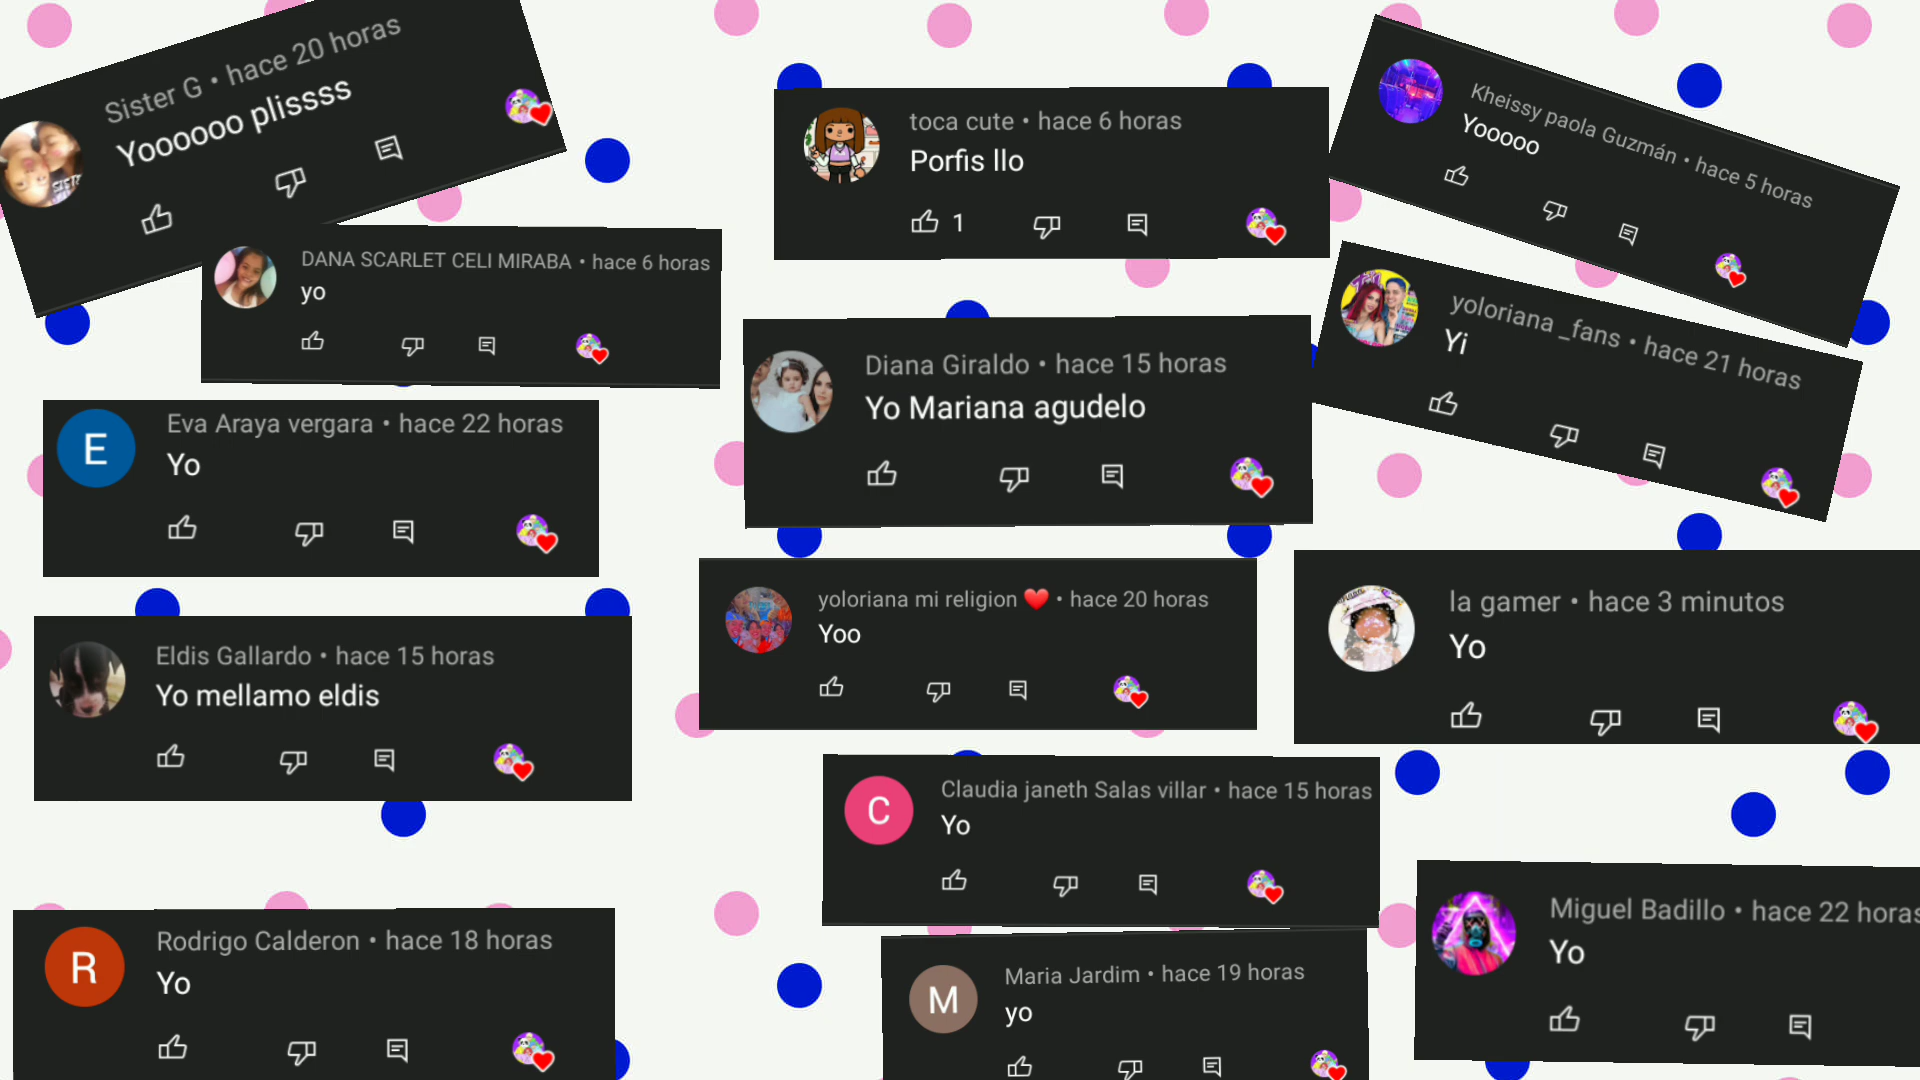 Sister G • hace 20 horas
Yoooooo plissss
DANA SCARLET CELI MIRABA • hace 6 horas
yo
E
Eva Araya vergara • hace 22 horas
Yo
Eldis Gallardo • hace 15 horas
Yo mellamo eldis
R
Rodrigo Calderon • hace 18 horas
Yo
toca cute • hace 6 horas
Porfis llo
1
Diana Giraldo • hace 15 horas
Yo Mariana agudelo
yoloriana mi religion ❤️ • hace 20 horas
Yoo
C
Claudia janeth Salas villar • hace 15 horas
Yo
M
Maria Jardim • hace 19 horas
yo
Kheissy paola Guzmán • hace 5 horas
Yooooo
yoloriana _fans • hace 21 horas
Yi
la gamer • hace 3 minutos
Yo
Miguel Badillo • hace 22 horas
Yo